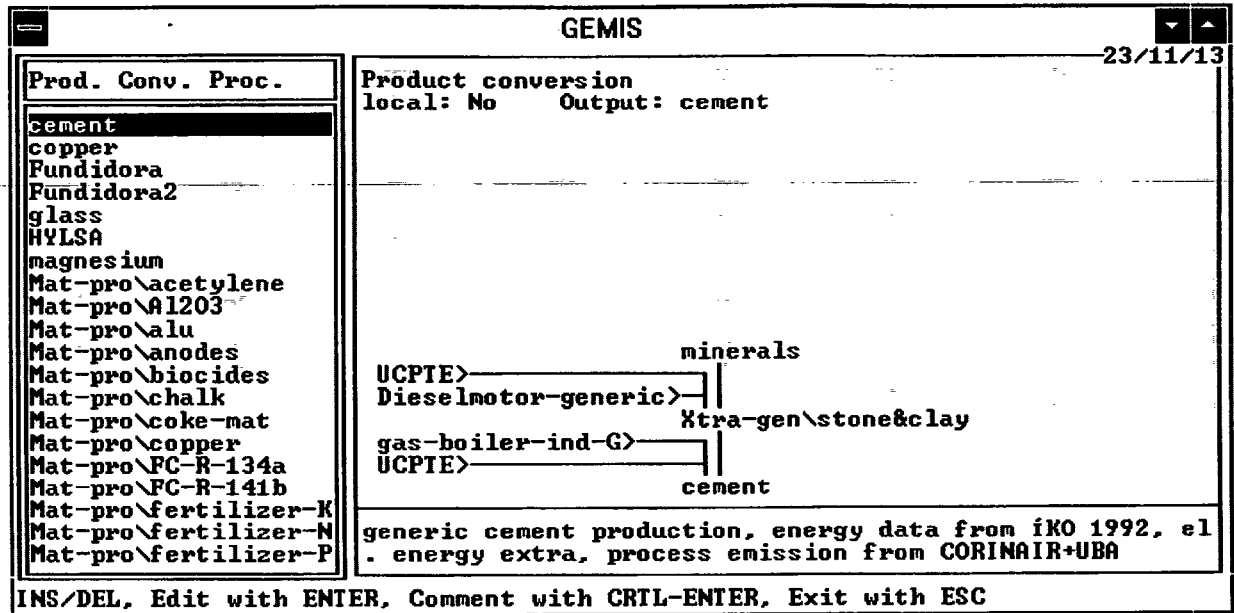 GEMIS
23/11/13
Prod. Conv. Proc.
cement
copper
Fundidora
Fundidora2
glass
HYLSA
magnesium
Mat-pro\acetylene
Mat-pro\Al2O3
Mat-pro\alu
Mat-pro\anodes
Mat-pro\biocides
Mat-pro\chalk
Mat-pro\coke-mat
Mat-pro\copper
Mat-pro\FC-R-134a
Mat-pro\FC-R-141b
Mat-pro\fertilizer-K
Mat-pro\fertilizer-N
Mat-pro\fertilizer-P
Product conversion
local: No Output: cement
minerals
UCPTE>
Dieselmotor-generic>
Xtra-gen\stone&clay
gas-boiler-ind-G>
UCPTE>
cement
generic cement production, energy data from íKO 1992, el
. energy extra, process emission from CORINAIR+UBA
INS/DEL, Edit with ENTER, Comment with CRTL-ENTER, Exit with ESC